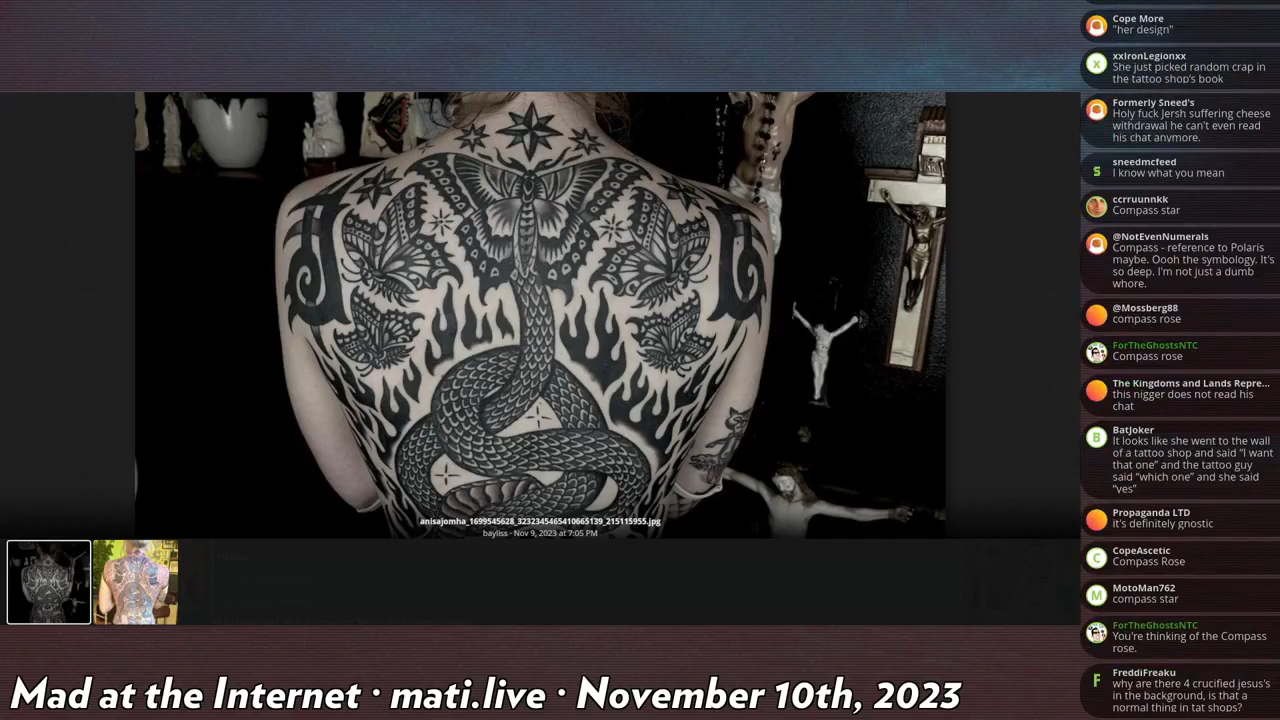 Cope More
"her design"
xxIronLegionxx
She just picked random crap in
the tattoo shop's book
Formerly Sneed's
Holy fuck Jersh suffering cheese
withdrawal he can't even read
his chat anymore.
sneedmcfeed
I know what you mean
ccrruunnkk
Compass star
@NotEvenNumerals
Compass - reference to Polaris
maybe. Oooh the symbology. It's
so deep. I'm not just a dumb
whore.
@Mossberg88
compass rose
ForTheGhostsNTC
Compass rose
The Kingdoms and Lands Repre...
this nigger does not read his
chat
BatJoker
It looks like she went to the wall
of a tattoo shop and said "I want
that one" and the tattoo guy
said "which one" and she said
"yes"
Propaganda LTD
it's definitely gnostic
CopeAscetic
Compass Rose
MotoMan762
compass star
ForTheGhostsNTC
You're thinking of the Compass
rose.
FreddiFreaku
why are there 4 crucified jesus's
in the background, is that a
normal thing in tat shops?
anisajomha_1699545628_3232345465410665139_215115955.jpg
bayliss · Nov 9, 2023 at 7:05 PM
Mad at the Internet · mati.live · November 10th, 2023